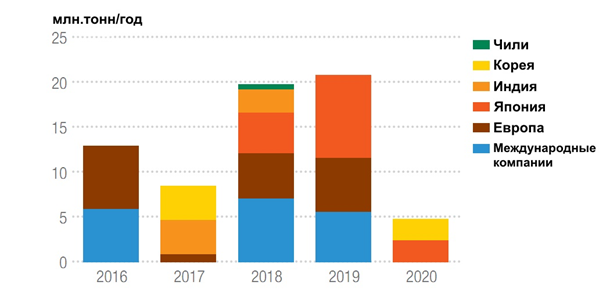 млн.тонн/год
25
20
15
10
5
0
2016 2017 2018 2019 2020
Чили
Корея
Индия
Япония
Европа
Международные
компании